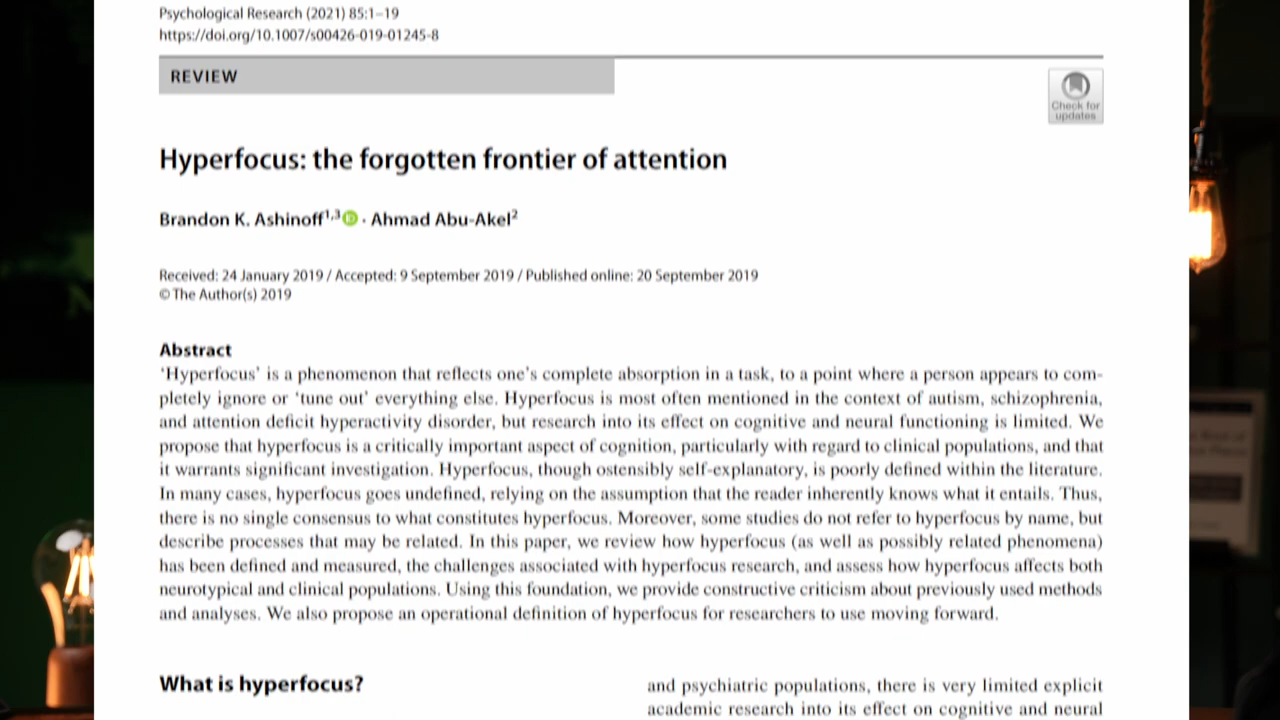 Psychological Research (2021) 85:1–19
https://doi.org/10.1007/s00426-019-01245-8
REVIEW
Check for
updates
Hyperfocus: the forgotten frontier of attention
Brandon K. Ashinoff1,3 iD · Ahmad Abu-Akel2
Received: 24 January 2019 / Accepted: 9 September 2019 / Published online: 20 September 2019
© The Author(s) 2019
Abstract
‘Hyperfocus’ is a phenomenon that reflects one’s complete absorption in a task, to a point where a person appears to com-
pletely ignore or ‘tune out’ everything else. Hyperfocus is most often mentioned in the context of autism, schizophrenia,
and attention deficit hyperactivity disorder, but research into its effect on cognitive and neural functioning is limited. We
propose that hyperfocus is a critically important aspect of cognition, particularly with regard to clinical populations, and that
it warrants significant investigation. Hyperfocus, though ostensibly self-explanatory, is poorly defined within the literature.
In many cases, hyperfocus goes undefined, relying on the assumption that the reader inherently knows what it entails. Thus,
there is no single consensus to what constitutes hyperfocus. Moreover, some studies do not refer to hyperfocus by name, but
describe processes that may be related. In this paper, we review how hyperfocus (as well as possibly related phenomena)
has been defined and measured, the challenges associated with hyperfocus research, and assess how hyperfocus affects both
neurotypical and clinical populations. Using this foundation, we provide constructive criticism about previously used methods
and analyses. We also propose an operational definition of hyperfocus for researchers to use moving forward.
What is hyperfocus?
and psychiatric populations, there is very limited explicit
academic research into its effect on cognitive and neural